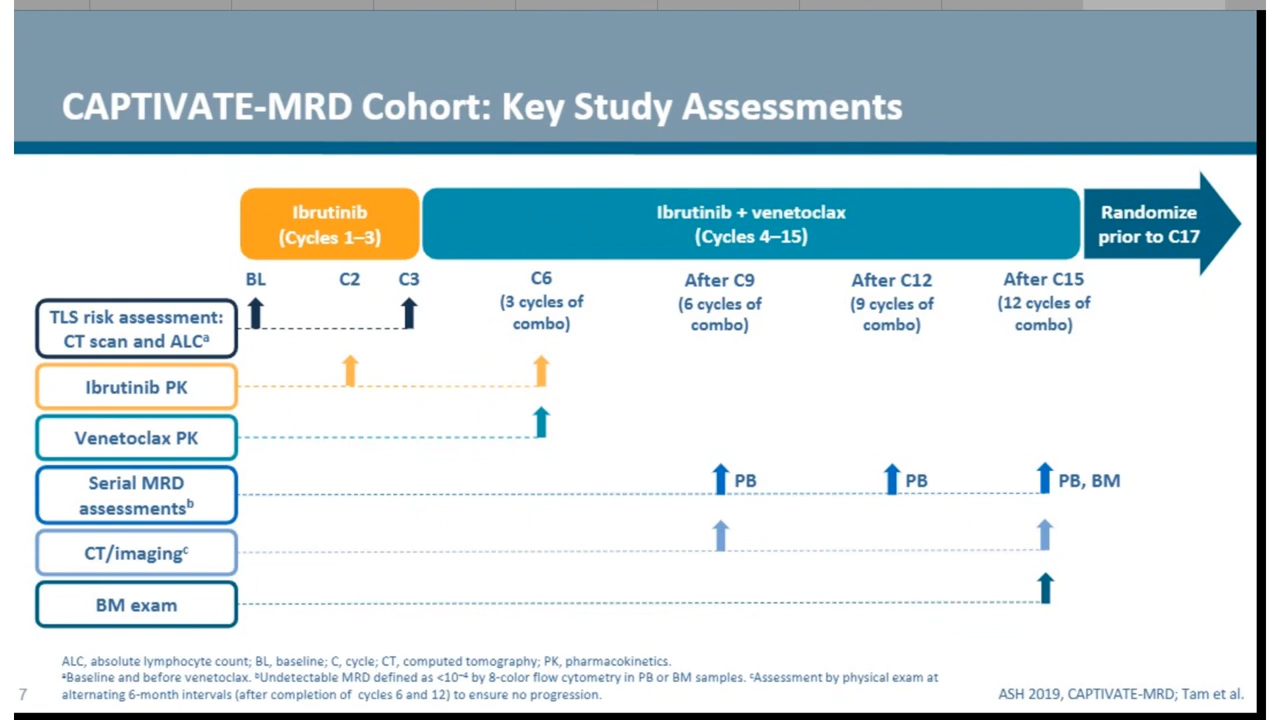 CAPTIVATE-MRD Cohort: Key Study Assessments
Ibrutinib
(Cycles 1–3)
Ibrutinib + venetoclax
(Cycles 4–15)
Randomize
prior to C17
BL
C2
C3
C6
(3 cycles of
combo)
After C9
(6 cycles of
combo)
After C12
(9 cycles of
combo)
After C15
(12 cycles of
combo)
TLS risk assessment:
CT scan and ALCᵃ
Ibrutinib PK
Venetoclax PK
Serial MRD
assessmentsᵇ
PB
PB
PB, BM
CT/imagingᶜ
BM exam
ALC, absolute lymphocyte count; BL, baseline; C, cycle; CT, computed tomography; PK, pharmacokinetics.
ᵃBaseline and before venetoclax. ᵇUndetectable MRD defined as <10⁻⁴ by 8-color flow cytometry in PB or BM samples. ᶜAssessment by physical exam at
alternating 6-month intervals (after completion of cycles 6 and 12) to ensure no progression.
7
ASH 2019, CAPTIVATE-MRD; Tam et al.